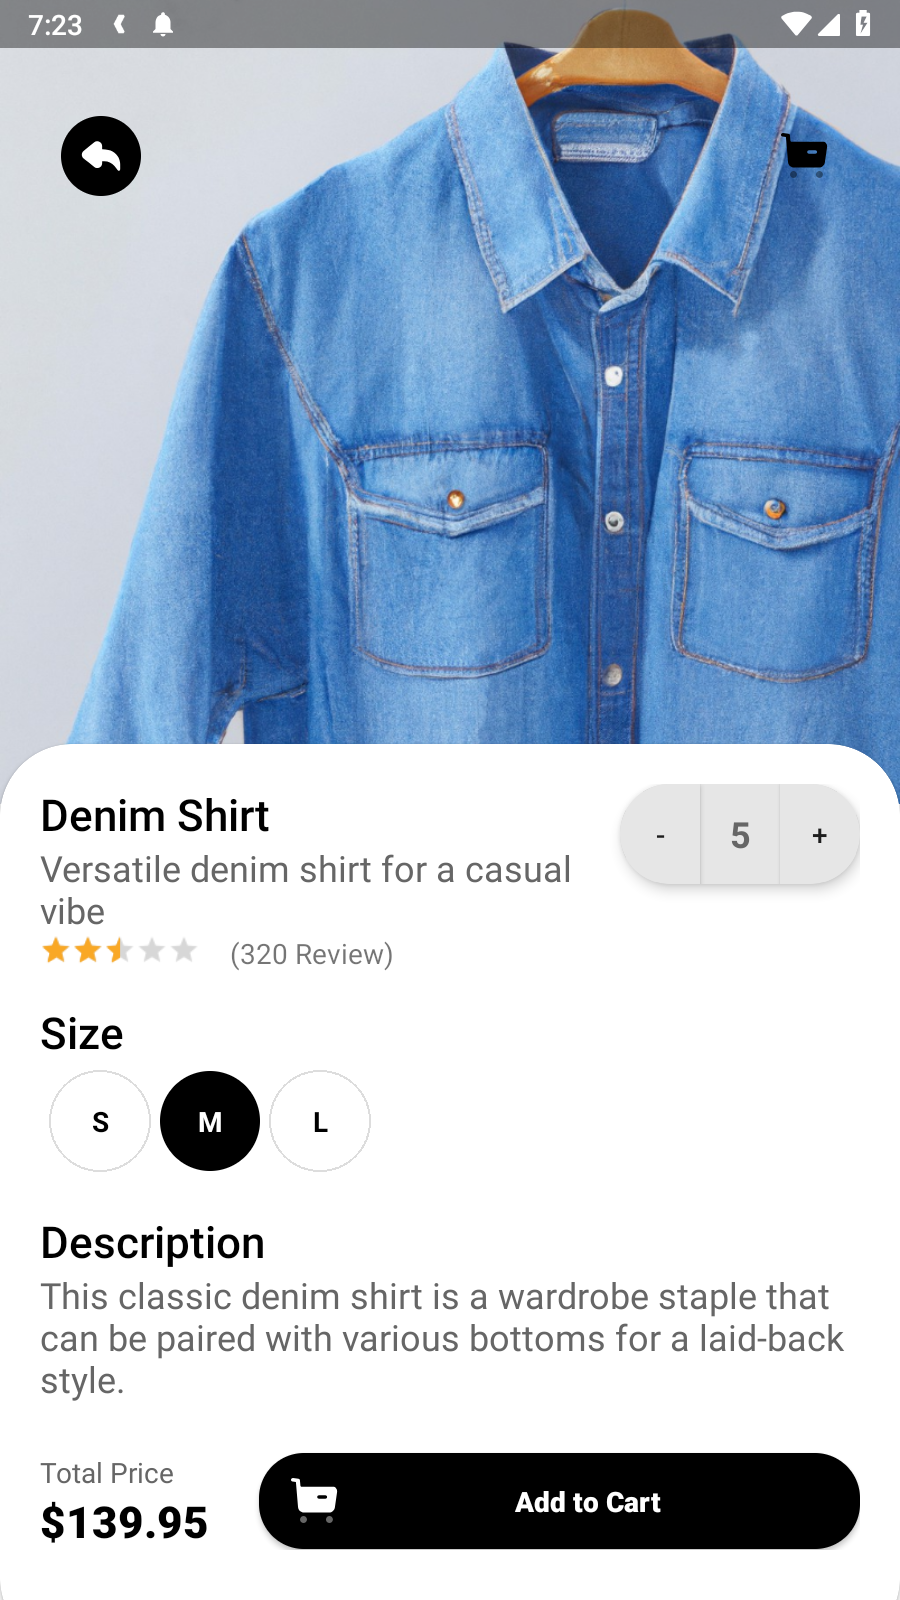 7:23
Denim Shirt
- 5 +
Versatile denim shirt for a casual
vibe
(320 Review)
Size
S M L
Description
This classic denim shirt is a wardrobe staple that
can be paired with various bottoms for a laid-back
style.
Total Price
$139.95
Add to Cart